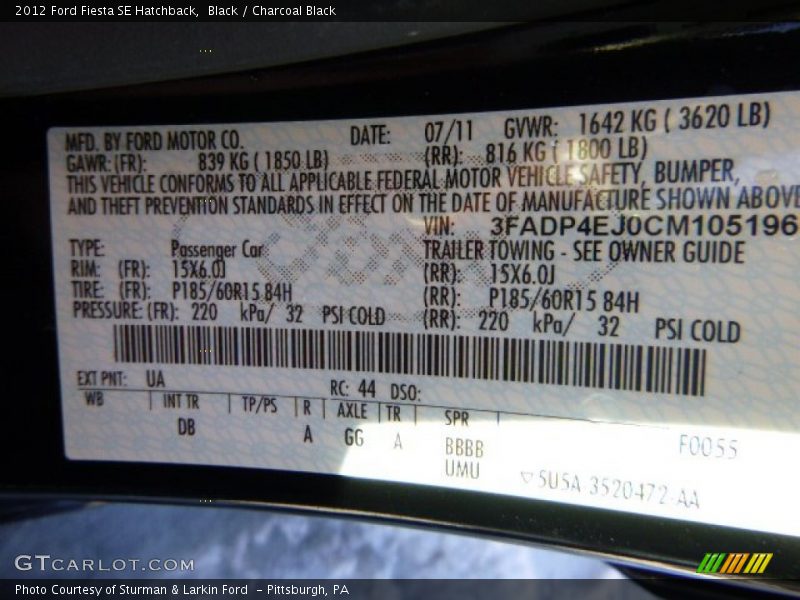 2012 Ford Fiesta SE Hatchback,  Black / Charcoal Black
MFD. BY FORD MOTOR CO. DATE: 07/11 GVWR: 1642 KG ( 3620 LB)
GAWR: (FR): 839 KG ( 1850 LB) (RR): 816 KG ( 1800 LB)
THIS VEHICLE CONFORMS TO ALL APPLICABLE FEDERAL MOTOR VEHICLE SAFETY, BUMPER,
AND THEFT PREVENTION STANDARDS IN EFFECT ON THE DATE OF MANUFACTURE SHOWN ABOVE
VIN: 3FADP4EJ0CM105196
TYPE: Passenger Car TRAILER TOWING - SEE OWNER GUIDE
RIM: (FR): 15X6.0J (RR): 15X6.0J
TIRE: (FR): P185/60R15 84H (RR): P185/60R15 84H
PRESSURE: (FR): 220 kPa/ 32 PSI COLD (RR): 220 kPa/ 32 PSI COLD
EXT PNT: UA RC: 44 DSO:
WB INT TR TP/PS R AXLE TR SPR
DB A GG A BBBB F0055
UMU ▽5U5A 3520472-AA
GTCARLOT.COM
Photo Courtesy of Sturman & Larkin Ford  - Pittsburgh, PA